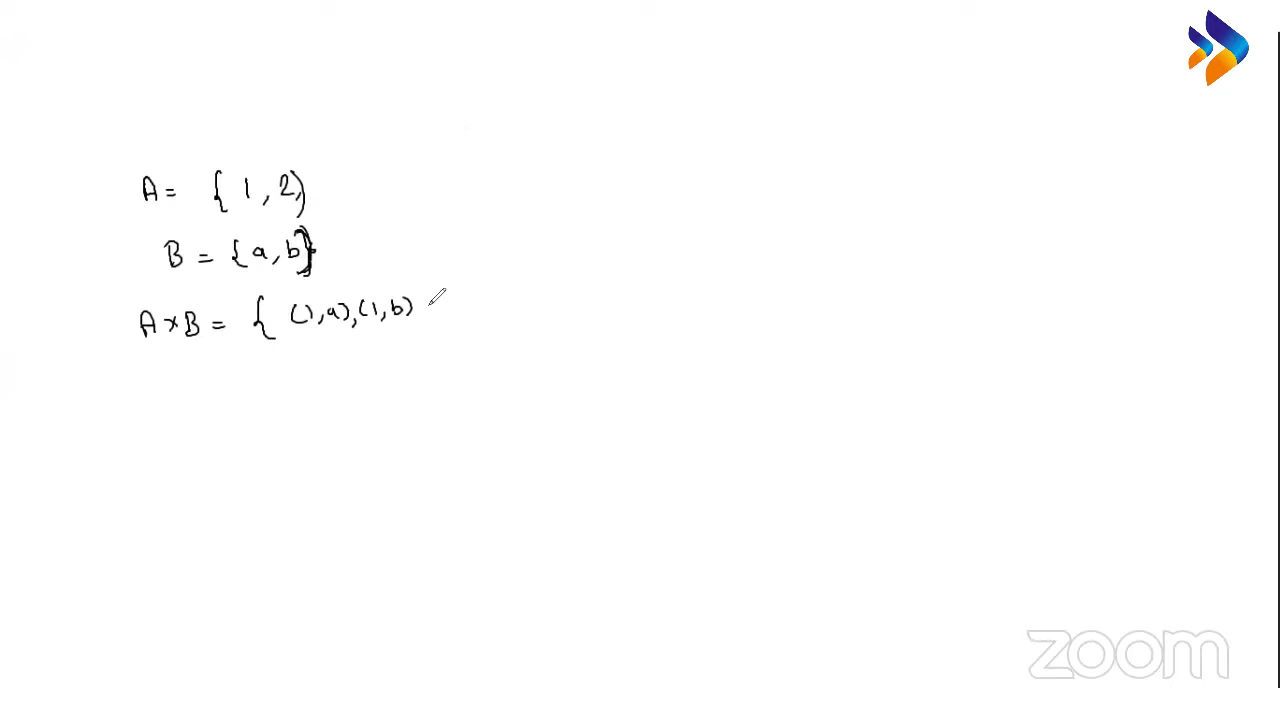 A = { 1 , 2 )
B = { a , b }
A × B = { (1,a),(1,b)
zoom